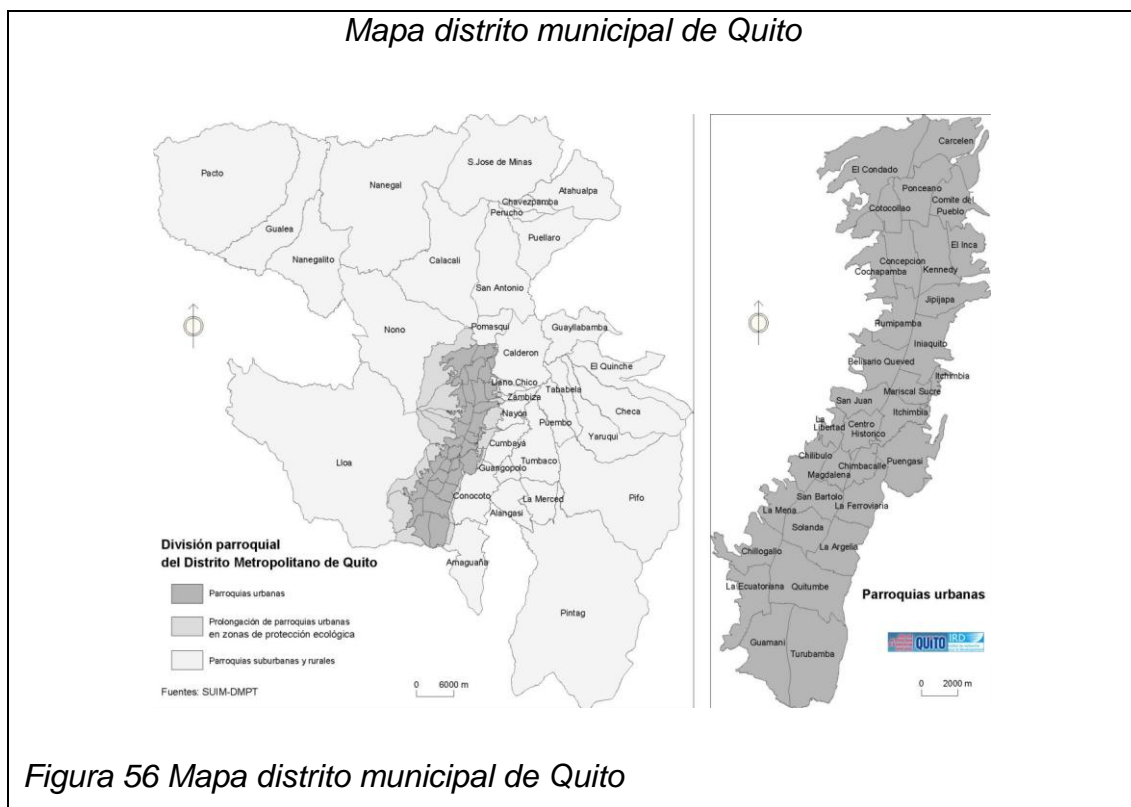 Mapa distrito municipal de Quito
Pacto
Nanegal
S.Jose de Minas
Atahualpa
Chavezpamba
Perucho
Gualea
Puellaro
Nanegalito
Calacali
San Antonio
Nono
Pomasqui
Guayllabamba
Calderon
El Quinche
Llano Chico
Tababela
Zámbiza
Checa
Nayón
Puembo
Yaruqui
Cumbaya
Lloa
Tumbaco
Guangopolo
Conocoto
La Merced
Pifo
Alangasi
Amaguaña
Pintag
División parroquial
del Distrito Metropolitano de Quito
Parroquias urbanas
Prolongación de parroquias urbanas
en zonas de protección ecológica
Parroquias suburbanas y rurales
Fuentes: SUIM-DMPT
0 6000 m
Carcelen
El Condado
Ponceano
Cotocollao
Comite del
Pueblo
El Inca
Concepcion
Cochapamba
Kennedy
Jipijapa
Rumipamba
Iniaquito
Belisario Queved
Itchimbia
Mariscal Sucre
San Juan
Itchimbia
La
Libertad
Centro
Historico
Chilibulo
Puengasi
Chimbacalle
Magdalena
San Bartolo
La Ferroviaria
La Mena
Solanda
La Argelia
Chillogallo
La Ecuatoriana
Quitumbe
Parroquias urbanas
Guamani
Turubamba
QUITO
IRD
0 2000 m
Figura 56 Mapa distrito municipal de Quito